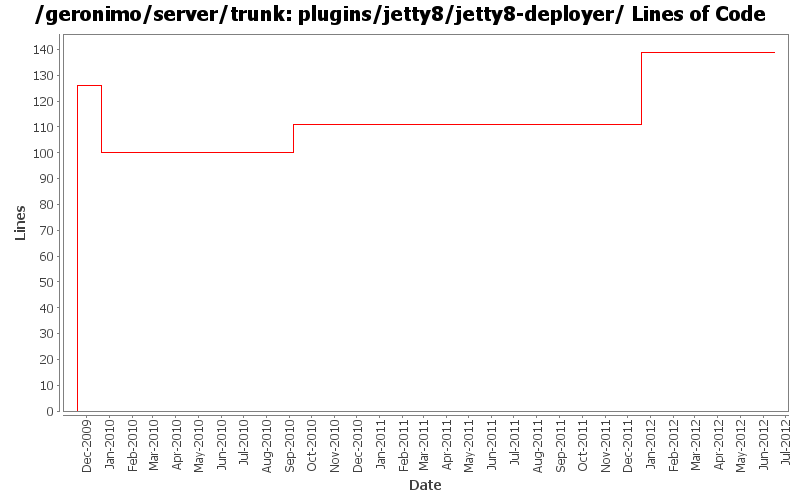 /geronimo/server/trunk: plugins/jetty8/jetty8-deployer/ Lines of Code
140
130
120
110
100
90
80
70
60
50
40
30
20
10
0
Lines
Dec-2009
Jan-2010
Feb-2010
Mar-2010
Apr-2010
May-2010
Jun-2010
Jul-2010
Aug-2010
Sep-2010
Oct-2010
Dec-2010
Jan-2011
Feb-2011
Mar-2011
Apr-2011
May-2011
Jun-2011
Jul-2011
Aug-2011
Sep-2011
Oct-2011
Dec-2011
Jan-2012
Feb-2012
Mar-2012
Apr-2012
May-2012
Jun-2012
Jul-2012
Date